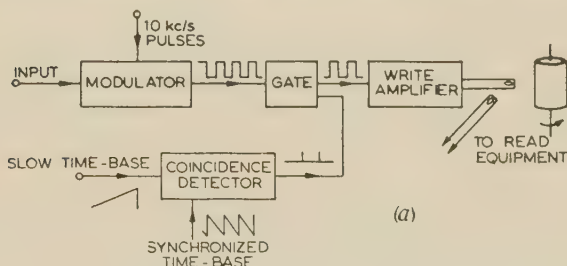 10 kc/s
PULSES
INPUT
MODULATOR
GATE
WRITE
AMPLIFIER
TO READ
EQUIPMENT
SLOW TIME-BASE
COINCIDENCE
DETECTOR
(a)
SYNCHRONIZED
TIME-BASE